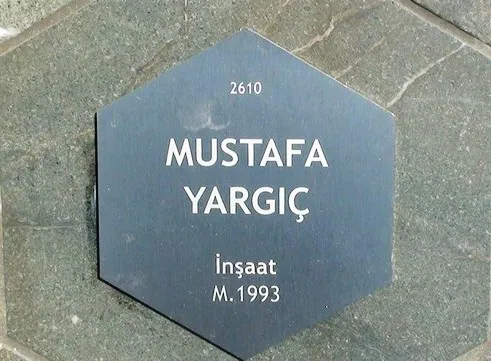 2610
MUSTAFA
YARGIÇ
İnşaat
M.1993